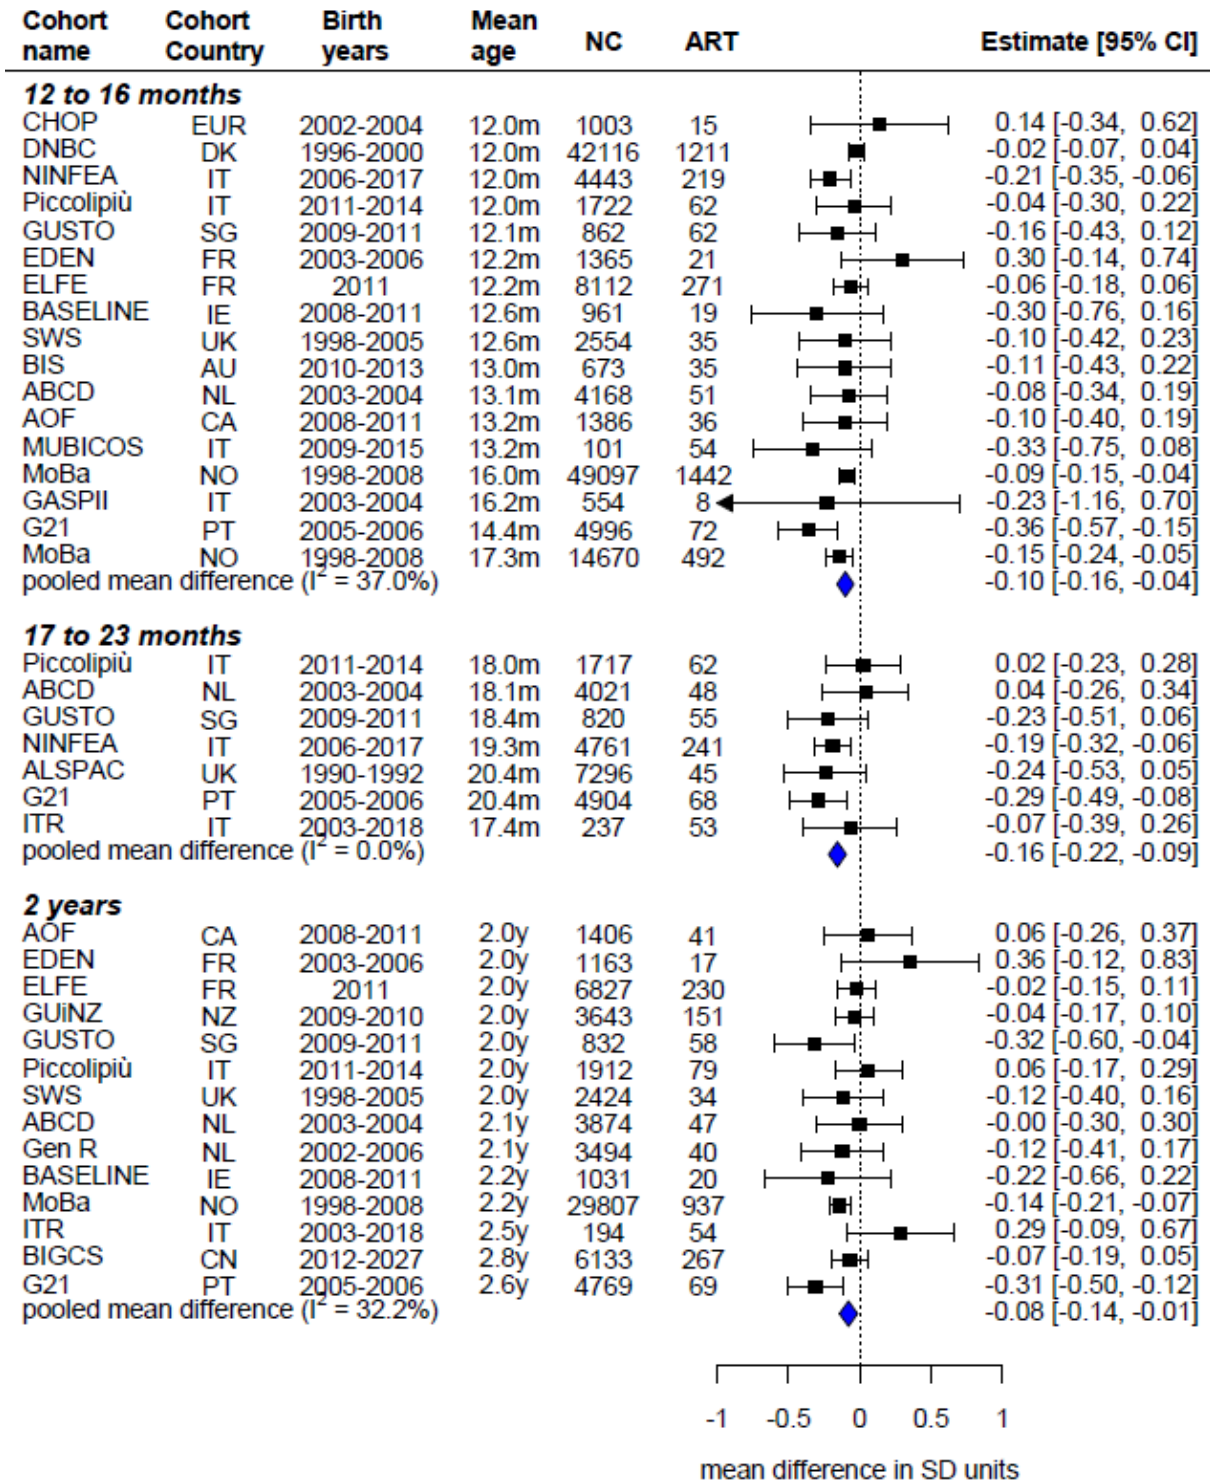 Cohort name Cohort Country Birth years Mean age NC ART Estimate [95% CI]
12 to 16 months
CHOP EUR 2002-2004 12.0m 1003 15 0.14 [-0.34, 0.62]
DNBC DK 1996-2000 12.0m 42116 1211 -0.02 [-0.07, 0.04]
NINFEA IT 2006-2017 12.0m 4443 219 -0.21 [-0.35, -0.06]
Piccolipiù IT 2011-2014 12.0m 1722 62 -0.04 [-0.30, 0.22]
GUSTO SG 2009-2011 12.1m 862 62 -0.16 [-0.43, 0.12]
EDEN FR 2003-2006 12.2m 1365 21 0.30 [-0.14, 0.74]
ELFE FR 2011 12.2m 8112 271 -0.06 [-0.18, 0.06]
BASELINE IE 2008-2011 12.6m 961 19 -0.30 [-0.76, 0.16]
SWS UK 1998-2005 12.6m 2554 35 -0.10 [-0.42, 0.23]
BIS AU 2010-2013 13.0m 673 35 -0.11 [-0.43, 0.22]
ABCD NL 2003-2004 13.1m 4168 51 -0.08 [-0.34, 0.19]
AOF CA 2008-2011 13.2m 1386 36 -0.10 [-0.40, 0.19]
MUBICOS IT 2009-2015 13.2m 101 54 -0.33 [-0.75, 0.08]
MoBa NO 1998-2008 16.0m 49097 1442 -0.09 [-0.15, -0.04]
GASPII IT 2003-2004 16.2m 554 8 -0.23 [-1.16, 0.70]
G21 PT 2005-2006 14.4m 4996 72 -0.36 [-0.57, -0.15]
MoBa NO 1998-2008 17.3m 14670 492 -0.15 [-0.24, -0.05]
pooled mean difference (I² = 37.0%) -0.10 [-0.16, -0.04]
17 to 23 months
Piccolipiù IT 2011-2014 18.0m 1717 62 0.02 [-0.23, 0.28]
ABCD NL 2003-2004 18.1m 4021 48 0.04 [-0.26, 0.34]
GUSTO SG 2009-2011 18.4m 820 55 -0.23 [-0.51, 0.06]
NINFEA IT 2006-2017 19.3m 4761 241 -0.19 [-0.32, -0.06]
ALSPAC UK 1990-1992 20.4m 7296 45 -0.24 [-0.53, 0.05]
G21 PT 2005-2006 20.4m 4904 68 -0.29 [-0.49, -0.08]
ITR IT 2003-2018 17.4m 237 53 -0.07 [-0.39, 0.26]
pooled mean difference (I² = 0.0%) -0.16 [-0.22, -0.09]
2 years
AOF CA 2008-2011 2.0y 1406 41 0.06 [-0.26, 0.37]
EDEN FR 2003-2006 2.0y 1163 17 0.36 [-0.12, 0.83]
ELFE FR 2011 2.0y 6827 230 -0.02 [-0.15, 0.11]
GUiNZ NZ 2009-2010 2.0y 3643 151 -0.04 [-0.17, 0.10]
GUSTO SG 2009-2011 2.0y 832 58 -0.32 [-0.60, -0.04]
Piccolipiù IT 2011-2014 2.0y 1912 79 0.06 [-0.17, 0.29]
SWS UK 1998-2005 2.0y 2424 34 -0.12 [-0.40, 0.16]
ABCD NL 2003-2004 2.1y 3874 47 -0.00 [-0.30, 0.30]
Gen R NL 2002-2006 2.1y 3494 40 -0.12 [-0.41, 0.17]
BASELINE IE 2008-2011 2.2y 1031 20 -0.22 [-0.66, 0.22]
MoBa NO 1998-2008 2.2y 29807 937 -0.14 [-0.21, -0.07]
ITR IT 2003-2018 2.5y 194 54 0.29 [-0.09, 0.67]
BIGCS CN 2012-2027 2.8y 6133 267 -0.07 [-0.19, 0.05]
G21 PT 2005-2006 2.6y 4769 69 -0.31 [-0.50, -0.12]
pooled mean difference (I² = 32.2%) -0.08 [-0.14, -0.01]
-1 -0.5 0 0.5 1
mean difference in SD units